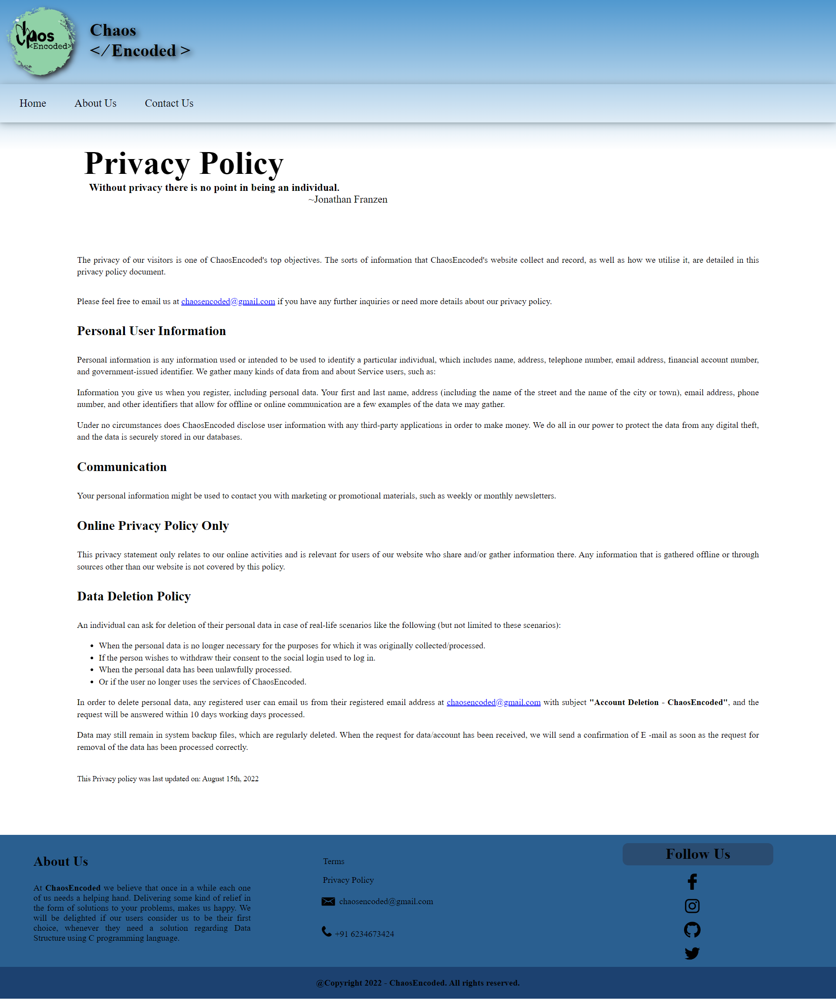 Chaos
<Encoded>
Chaos
</Encoded >
Home About Us Contact Us
Privacy Policy
Without privacy there is no point in being an individual.
~Jonathan Franzen
The privacy of our visitors is one of ChaosEncoded's top objectives. The sorts of information that ChaosEncoded's website collect and record, as well as how we utilise it, are detailed in this
privacy policy document.
Please feel free to email us at chaosencoded@gmail.com if you have any further inquiries or need more details about our privacy policy.
Personal User Information
Personal information is any information used or intended to be used to identify a particular individual, which includes name, address, telephone number, email address, financial account number,
and government-issued identifier. We gather many kinds of data from and about Service users, such as:
Information you give us when you register, including personal data. Your first and last name, address (including the name of the street and the name of the city or town), email address, phone
number, and other identifiers that allow for offline or online communication are a few examples of the data we may gather.
Under no circumstances does ChaosEncoded disclose user information with any third-party applications in order to make money. We do all in our power to protect the data from any digital theft,
and the data is securely stored in our databases.
Communication
Your personal information might be used to contact you with marketing or promotional materials, such as weekly or monthly newsletters.
Online Privacy Policy Only
This privacy statement only relates to our online activities and is relevant for users of our website who share and/or gather information there. Any information that is gathered offline or through
sources other than our website is not covered by this policy.
Data Deletion Policy
An individual can ask for deletion of their personal data in case of real-life scenarios like the following (but not limited to these scenarios):
• When the personal data is no longer necessary for the purposes for which it was originally collected/processed.
• If the person wishes to withdraw their consent to the social login used to log in.
• When the personal data has been unlawfully processed.
• Or if the user no longer uses the services of ChaosEncoded.
In order to delete personal data, any registered user can email us from their registered email address at chaosencoded@gmail.com with subject "Account Deletion - ChaosEncoded", and the
request will be answered within 10 days working days processed.
Data may still remain in system backup files, which are regularly deleted. When the request for data/account has been received, we will send a confirmation of E -mail as soon as the request for
removal of the data has been processed correctly.
This Privacy policy was last updated on: August 15th, 2022
About Us
At ChaosEncoded we believe that once in a while each one
of us needs a helping hand. Delivering some kind of relief in
the form of solutions to your problems, makes us happy. We
will be delighted if our users consider us to be their first
choice, whenever they need a solution regarding Data
Structure using C programming language.
Terms
Privacy Policy
chaosencoded@gmail.com
+91 6234673424
Follow Us
@Copyright 2022 - ChaosEncoded. All rights reserved.